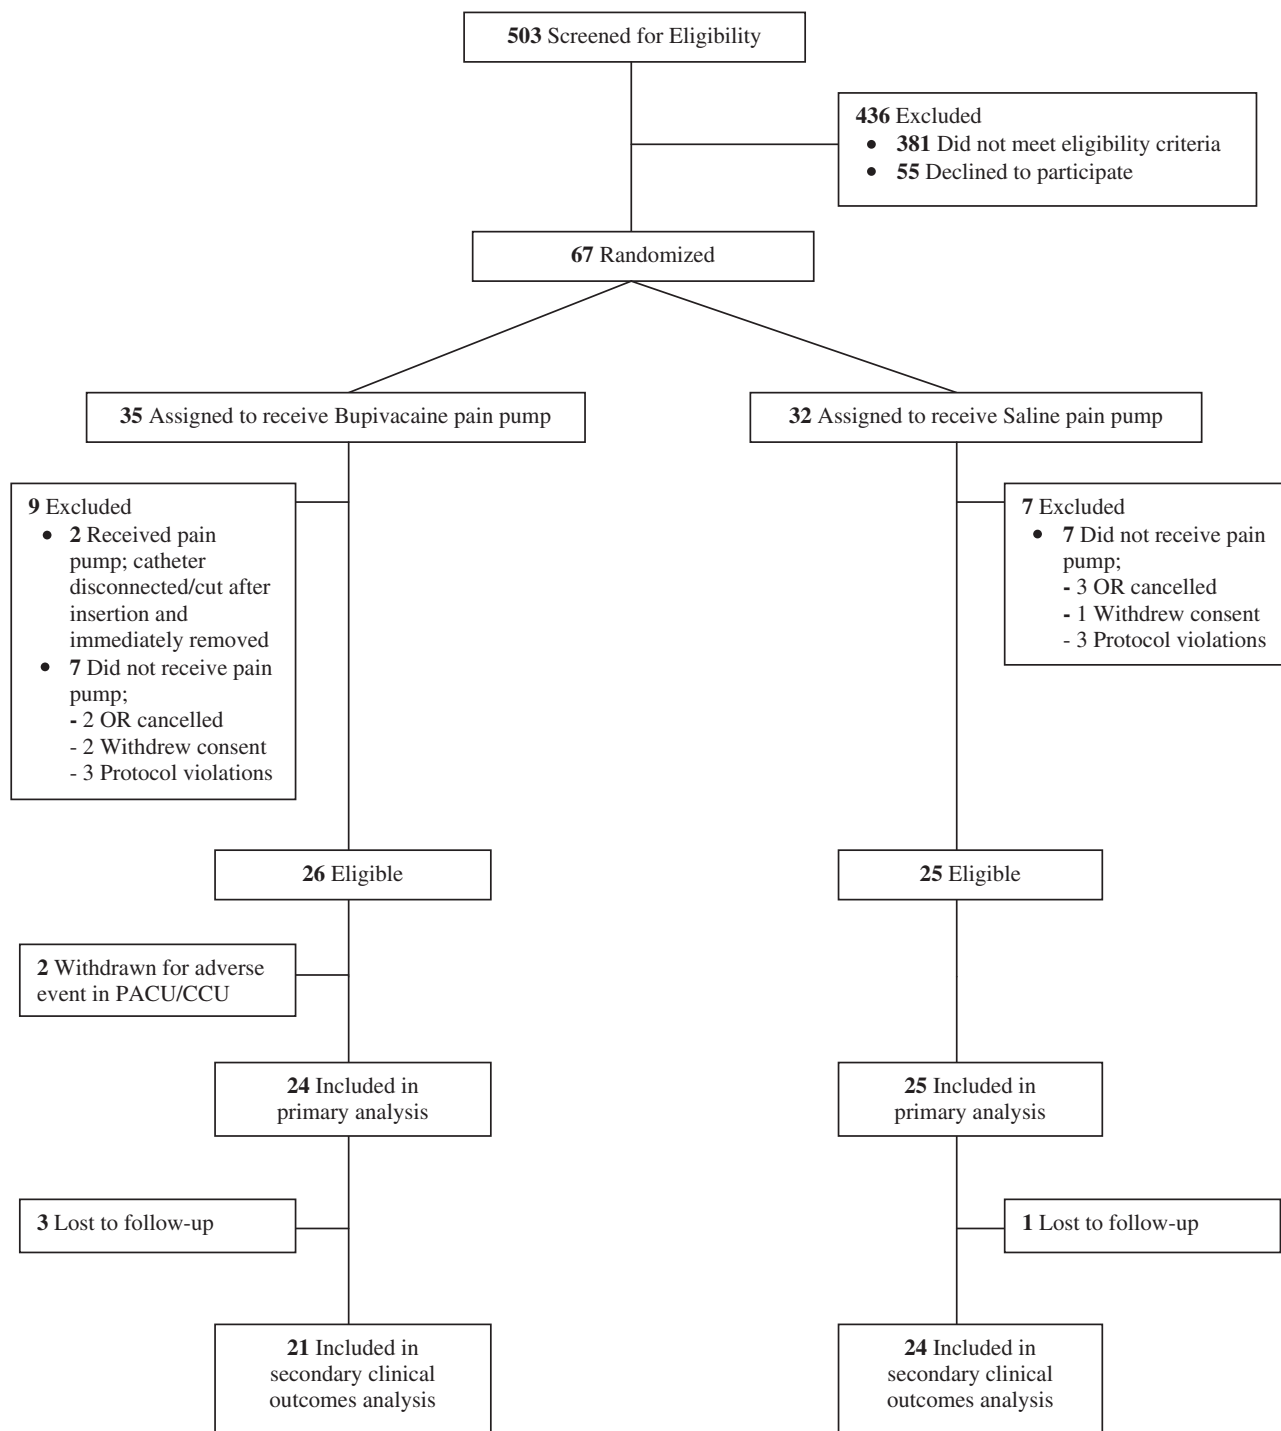 503 Screened for Eligibility
436 Excluded
• 381 Did not meet eligibility criteria
• 55 Declined to participate
67 Randomized
35 Assigned to receive Bupivacaine pain pump
32 Assigned to receive Saline pain pump
9 Excluded
• 2 Received pain
pump; catheter
disconnected/cut after
insertion and
immediately removed
• 7 Did not receive pain
pump;
- 2 OR cancelled
- 2 Withdrew consent
- 3 Protocol violations
7 Excluded
• 7 Did not receive pain
pump;
- 3 OR cancelled
- 1 Withdrew consent
- 3 Protocol violations
26 Eligible
25 Eligible
2 Withdrawn for adverse
event in PACU/CCU
24 Included in
primary analysis
25 Included in
primary analysis
3 Lost to follow-up
1 Lost to follow-up
21 Included in
secondary clinical
outcomes analysis
24 Included in
secondary clinical
outcomes analysis